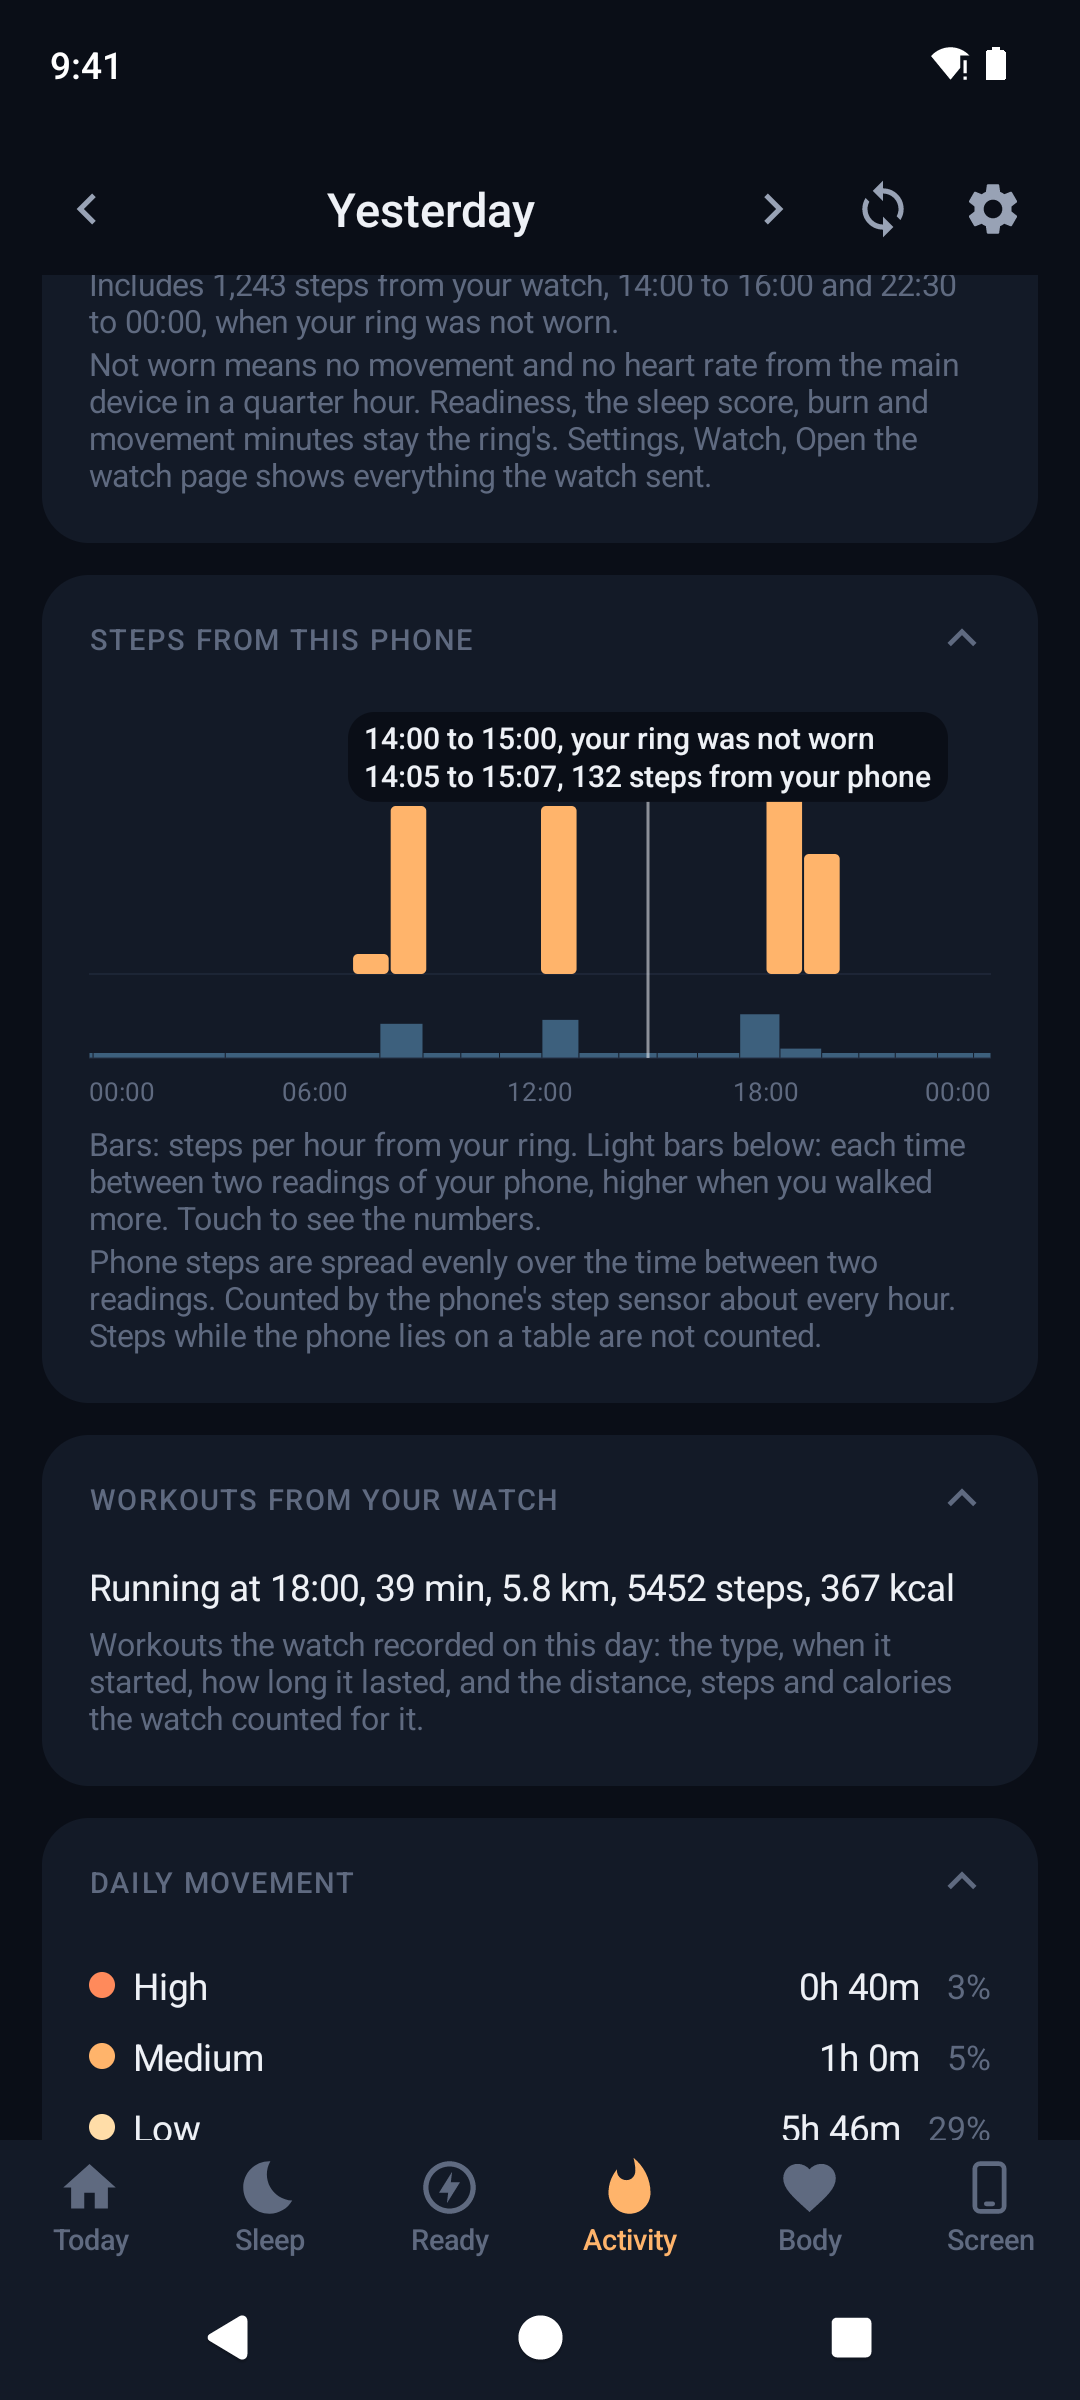 9:41
Yesterday
Includes 1,243 steps from your watch, 14:00 to 16:00 and 22:30
to 00:00, when your ring was not worn.
Not worn means no movement and no heart rate from the main
device in a quarter hour. Readiness, the sleep score, burn and
movement minutes stay the ring's. Settings, Watch, Open the
watch page shows everything the watch sent.
STEPS FROM THIS PHONE
14:00 to 15:00, your ring was not worn
14:05 to 15:07, 132 steps from your phone
00:00 06:00 12:00 18:00 00:00
Bars: steps per hour from your ring. Light bars below: each time
between two readings of your phone, higher when you walked
more. Touch to see the numbers.
Phone steps are spread evenly over the time between two
readings. Counted by the phone's step sensor about every hour.
Steps while the phone lies on a table are not counted.
WORKOUTS FROM YOUR WATCH
Running at 18:00, 39 min, 5.8 km, 5452 steps, 367 kcal
Workouts the watch recorded on this day: the type, when it
started, how long it lasted, and the distance, steps and calories
the watch counted for it.
DAILY MOVEMENT
High 0h 40m 3%
Medium 1h 0m 5%
Low 5h 46m 29%
Today Sleep Ready Activity Body Screen